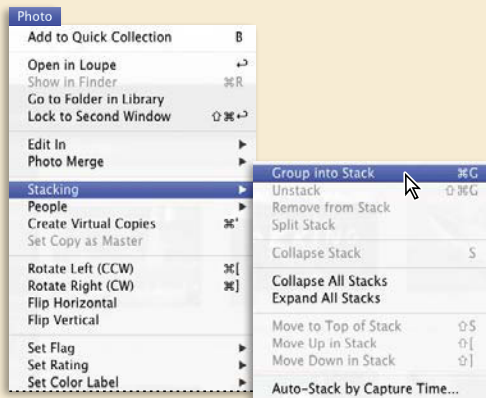 Photo
Add to Quick Collection B
Open in Loupe ↩
Show in Finder ⌘R
Go to Folder in Library
Lock to Second Window ⇧⌘↩
Edit In ▶
Photo Merge ▶
Stacking ▶
People ▶
Create Virtual Copies ⌘'
Set Copy as Master
Rotate Left (CCW) ⌘[
Rotate Right (CW) ⌘]
Flip Horizontal
Flip Vertical
Set Flag ▶
Set Rating ▶
Set Color Label ▶
Group into Stack ⌘G
Unstack ⇧⌘G
Remove from Stack
Split Stack
Collapse Stack S
Collapse All Stacks
Expand All Stacks
Move to Top of Stack ⇧S
Move Up in Stack ⇧[
Move Down in Stack ⇧]
Auto-Stack by Capture Time...